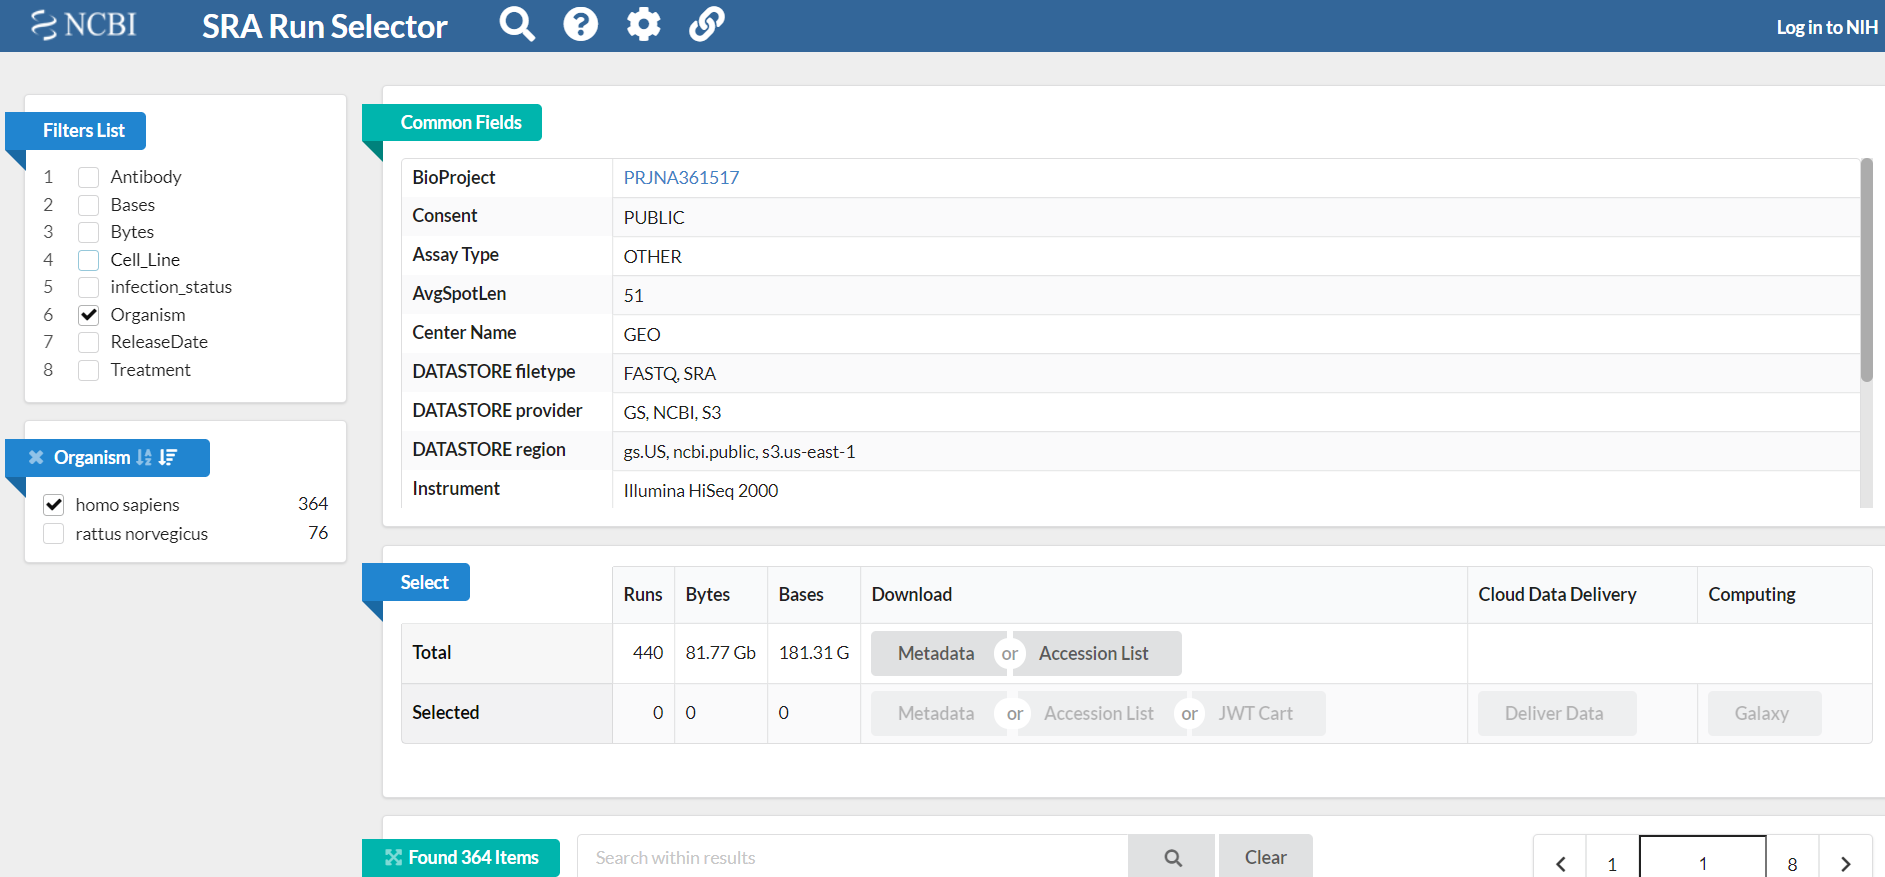 NCBI SRA Run Selector Log in to NIH
Filters List
1 Antibody
2 Bases
3 Bytes
4 Cell_Line
5 infection_status
6 Organism
7 ReleaseDate
8 Treatment
Organism
homo sapiens 364
rattus norvegicus 76
Common Fields
BioProject PRJNA361517
Consent PUBLIC
Assay Type OTHER
AvgSpotLen 51
Center Name GEO
DATASTORE filetype FASTQ, SRA
DATASTORE provider GS, NCBI, S3
DATASTORE region gs.US, ncbi.public, s3.us-east-1
Instrument Illumina HiSeq 2000
Select
Runs Bytes Bases Download Cloud Data Delivery Computing
Total 440 81.77 Gb 181.31 G Metadata or Accession List
Selected 0 0 0 Metadata or Accession List or JWT Cart Deliver Data Galaxy
Found 364 Items Search within results Clear 1 1 8